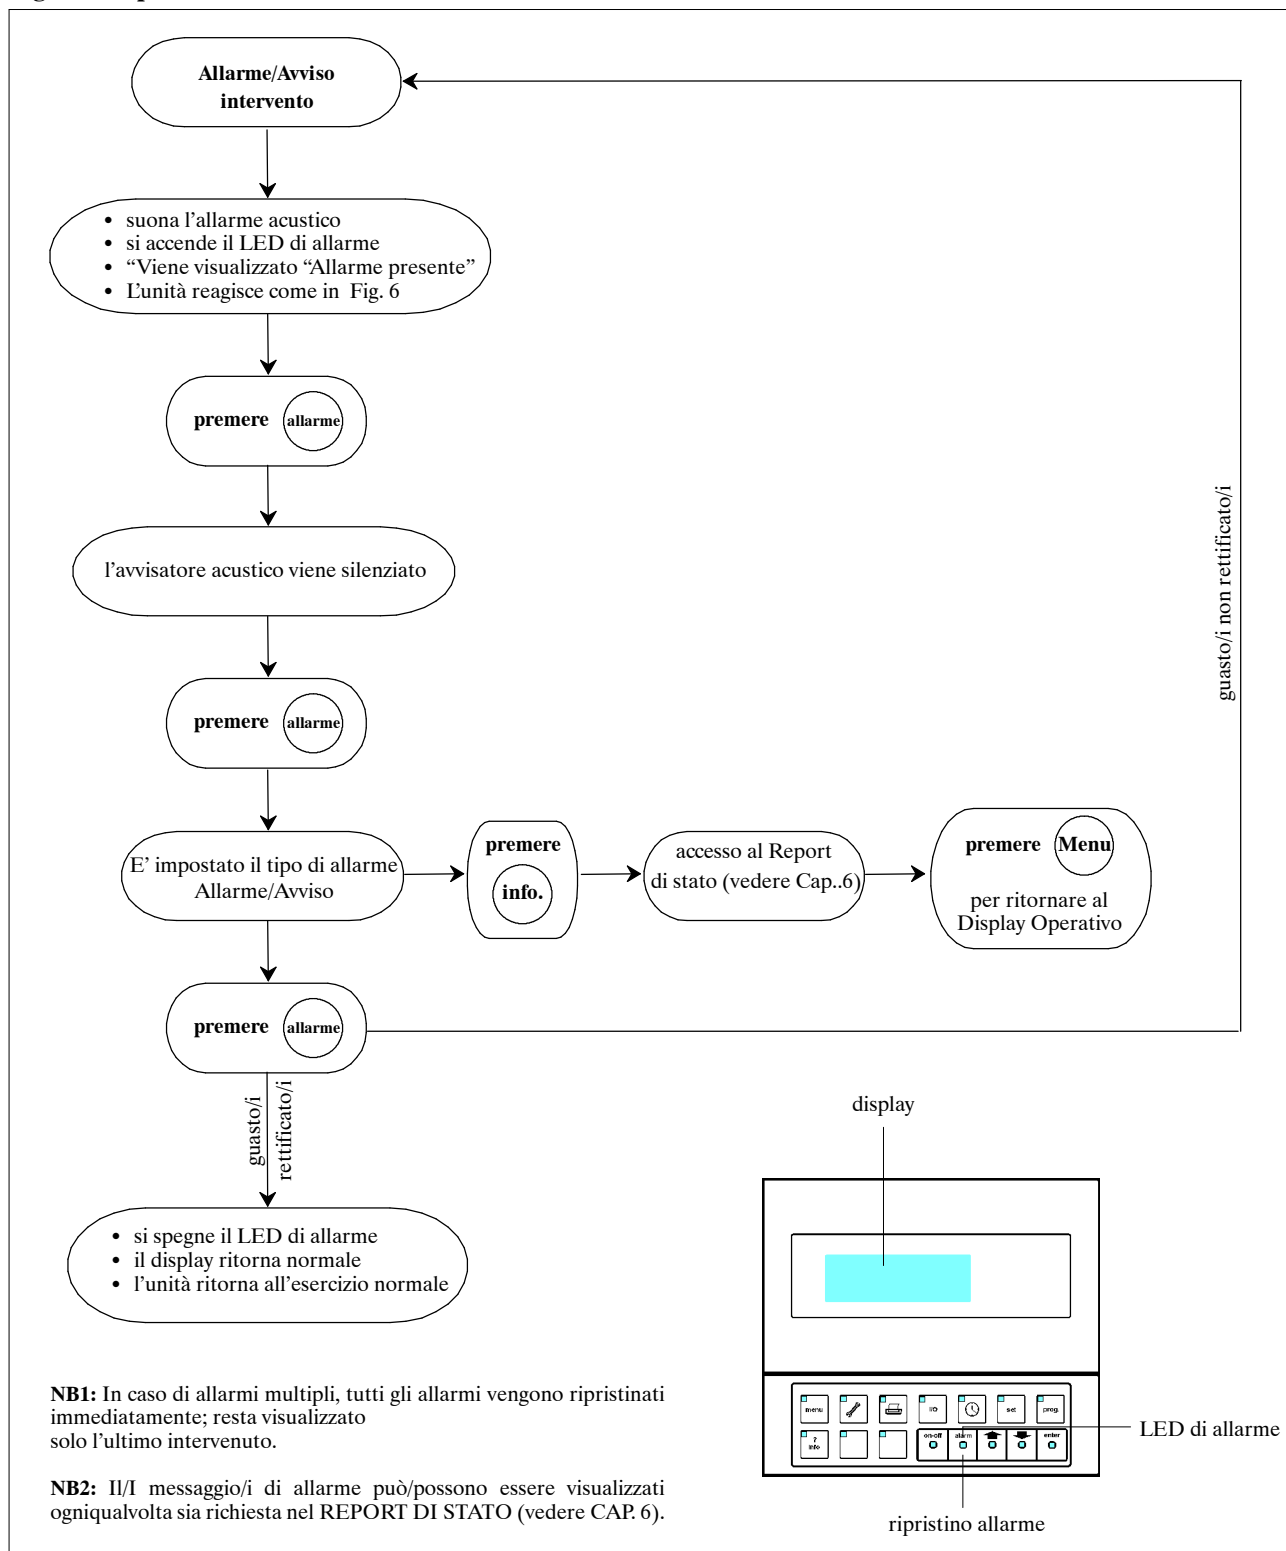 Allarme/Avviso
intervento
• suona l'allarme acustico
• si accende il LED di allarme
• “Viene visualizzato “Allarme presente”
• L'unità reagisce come in Fig. 6
premere allarme
l'avvisatore acustico viene silenziato
premere allarme
E' impostato il tipo di allarme
Allarme/Avviso
premere
info.
accesso al Report
di stato (vedere Cap..6)
premere Menu
per ritornare al
Display Operativo
premere allarme
guasto/i non rettificato/i
guasto/i
rettificato/i
• si spegne il LED di allarme
• il display ritorna normale
• l'unità ritorna all'esercizio normale
display
menu I/O set prog.
? info on-off alarm enter
LED di allarme
ripristino allarme
NB1: In caso di allarmi multipli, tutti gli allarmi vengono ripristinati
immediatamente; resta visualizzato
solo l'ultimo intervenuto.
NB2: Il/I messaggio/i di allarme può/possono essere visualizzati
ogniqualvolta sia richiesta nel REPORT DI STATO (vedere CAP. 6).